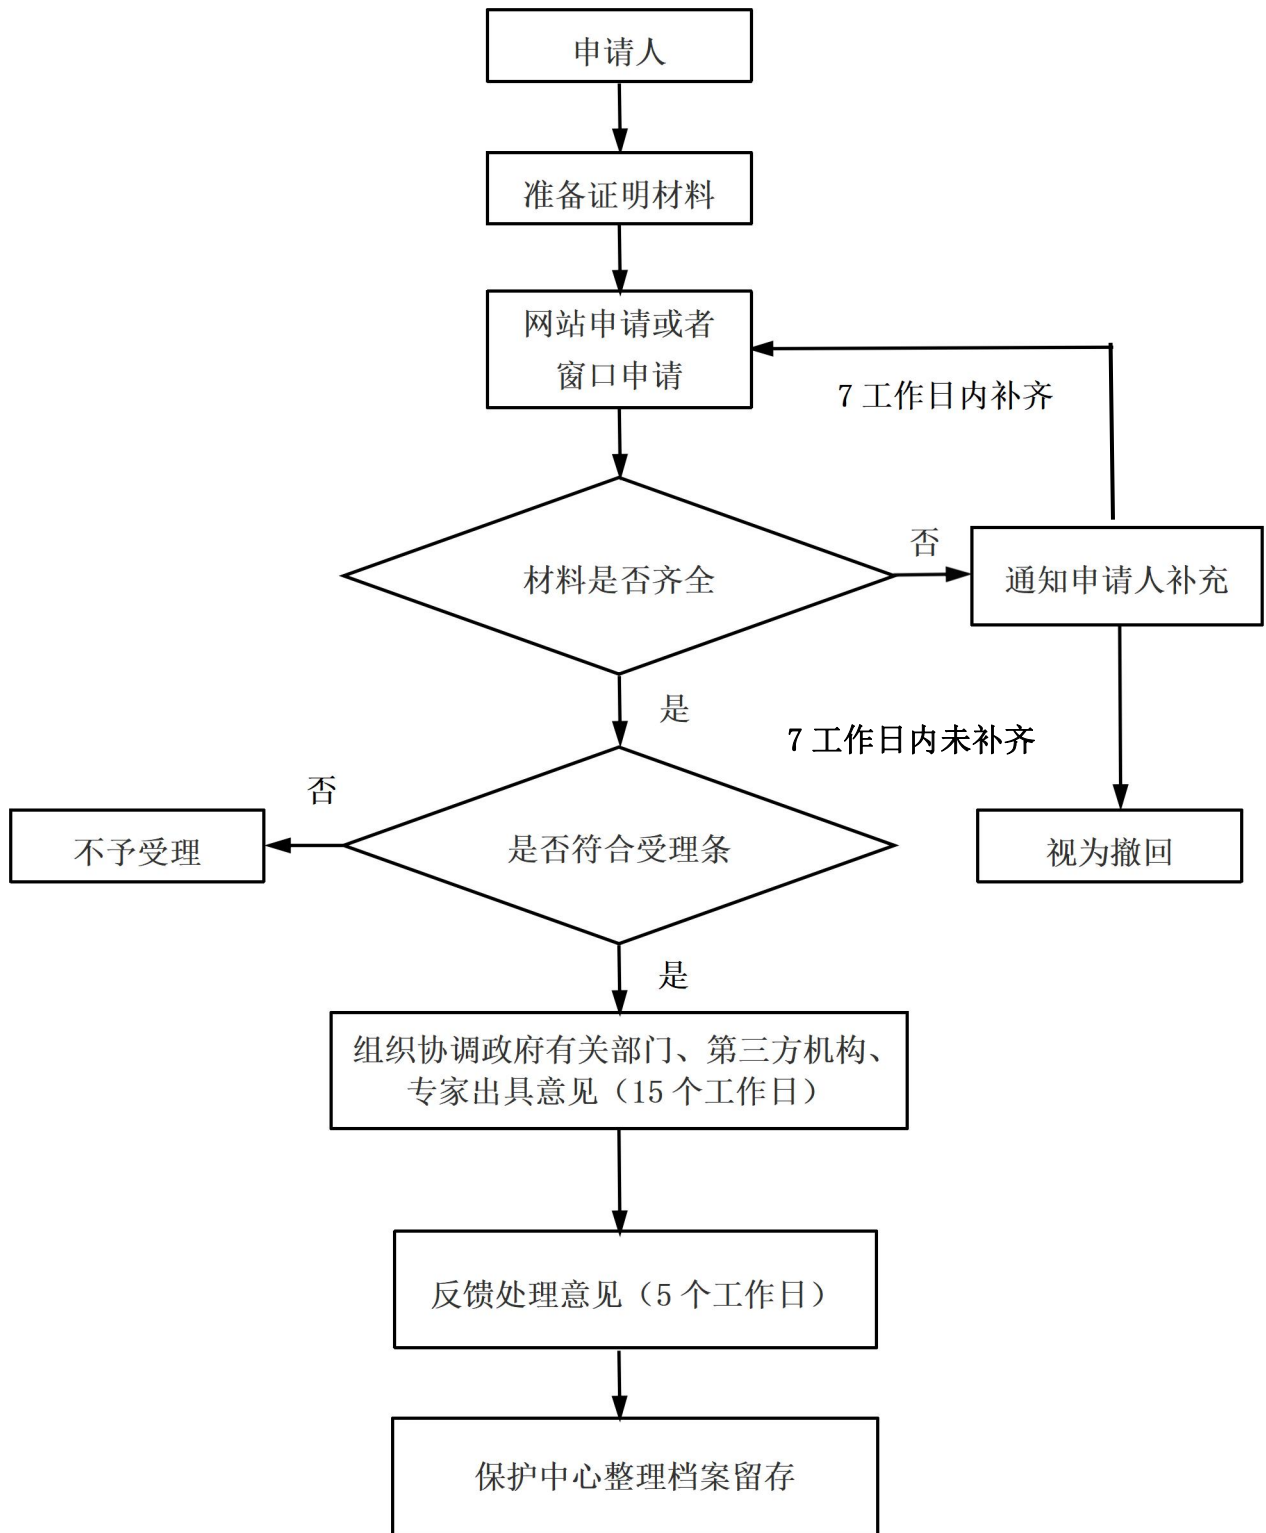 申请人
准备证明材料
网站申请或者
窗口申请
7 工作日内补齐
否
材料是否齐全
通知申请人补充
是
7 工作日内未补齐
否
不予受理
是否符合受理条
视为撤回
是
组织协调政府有关部门、第三方机构、
专家出具意见（15 个工作日）
反馈处理意见（5 个工作日）
保护中心整理档案留存